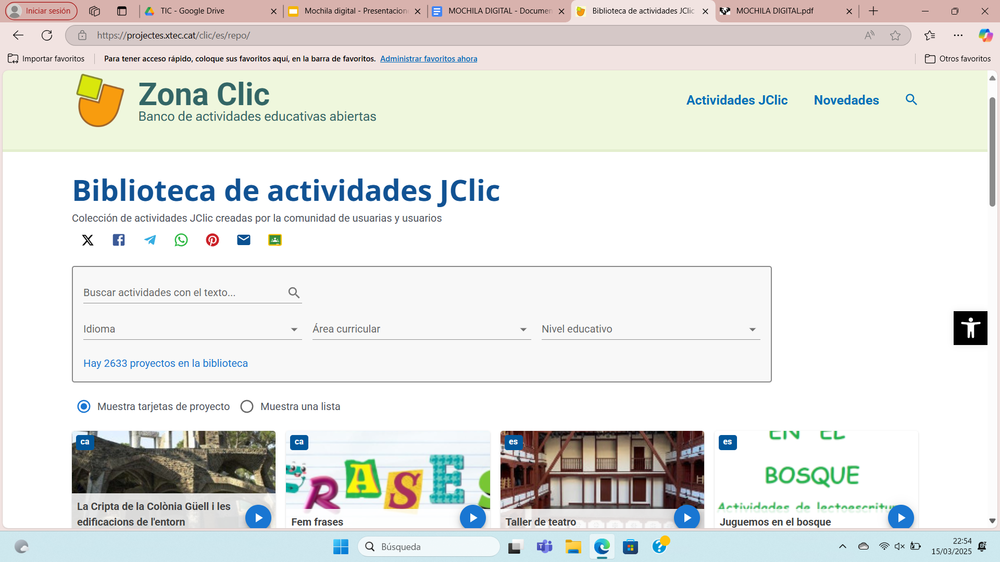 Iniciar sesión
TIC - Google Drive
Mochila digital - Presentacion
MOCHILA DIGITAL - Documen
Biblioteca de actividades JClic
MOCHILA DIGITAL.pdf
https://projectes.xtec.cat/clic/es/repo/
Importar favoritos
Para tener acceso rápido, coloque sus favoritos aquí, en la barra de favoritos. Administrar favoritos ahora
Otros favoritos
Zona Clic
Banco de actividades educativas abiertas
Actividades JClic
Novedades
Biblioteca de actividades JClic
Colección de actividades JClic creadas por la comunidad de usuarias y usuarios
Buscar actividades con el texto...
Idioma
Área curricular
Nivel educativo
Hay 2633 proyectos en la biblioteca
Muestra tarjetas de proyecto
Muestra una lista
ca
La Cripta de la Colònia Güell i les
edificacions de l'entorn
ca
FRASES
Fem frases
es
Taller de teatro
es
EN EL
BOSQUE
Actividades de lectoescritur
Juguemos en el bosque
Búsqueda
22:54
15/03/2025